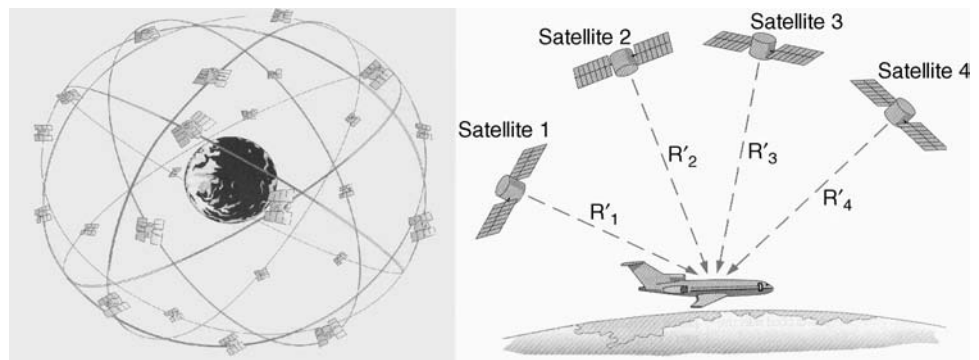 Satellite 1
Satellite 2
Satellite 3
Satellite 4
R′1
R′2
R′3
R′4